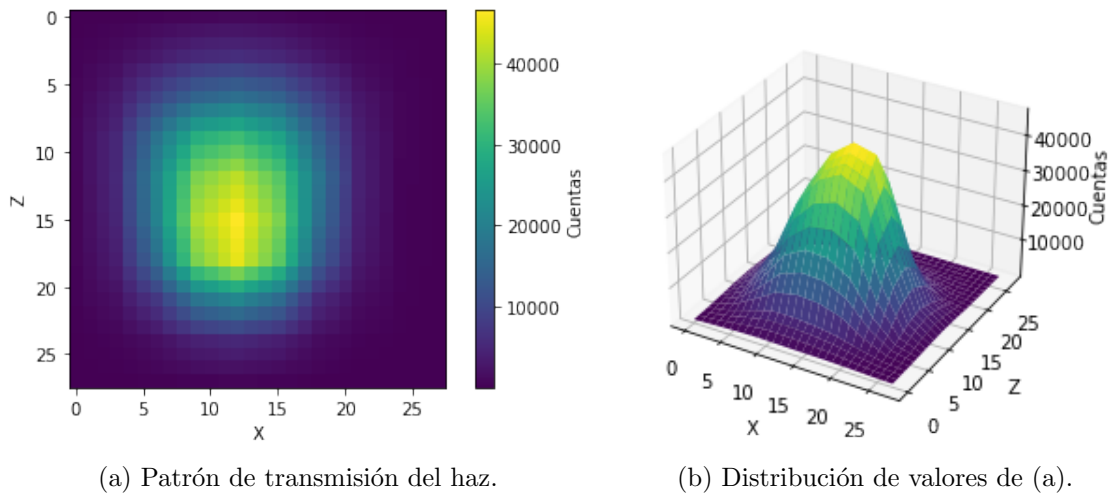 0
5
10
15
20
25
Z
0 5 10 15 20 25
X
40000
30000
20000
10000
Cuentas
40000
30000
20000
10000
Cuentas
0 5 10 15 20 25
X
0 5 10 15 20 25
Z
(a) Patrón de transmisión del haz.
(b) Distribución de valores de (a).